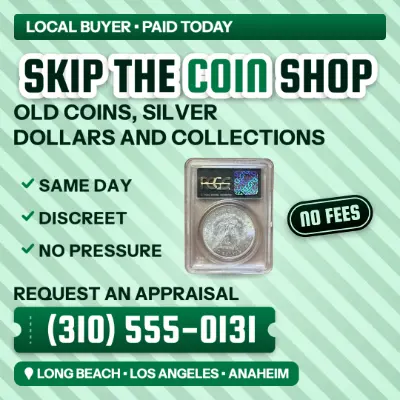 LOCAL BUYER • PAID TODAY
SKIP THE COIN SHOP
OLD COINS, SILVER
DOLLARS AND COLLECTIONS
SAME DAY
DISCREET
NO PRESSURE
PCGS
NO FEES
REQUEST AN APPRAISAL
(310) 555-0131
LONG BEACH • LOS ANGELES • ANAHEIM